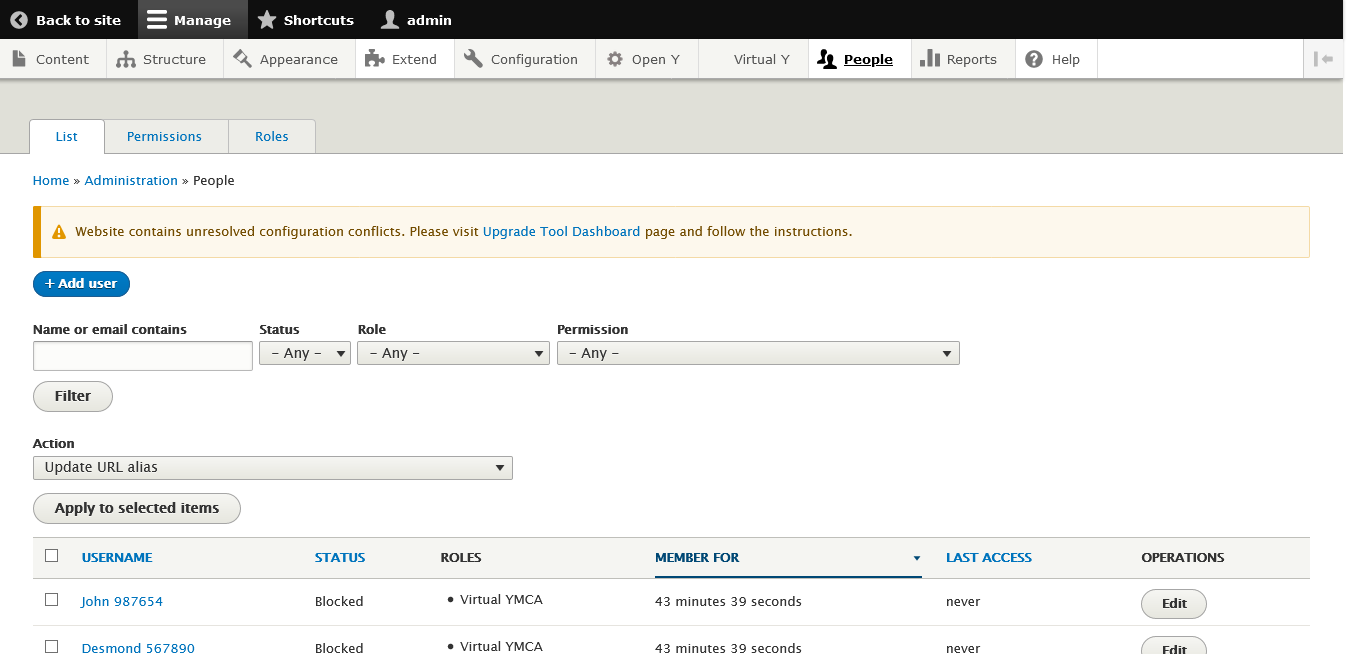 Back to site Manage Shortcuts admin
Content Structure Appearance Extend Configuration Open Y Virtual Y People Reports Help
List Permissions Roles
Home » Administration » People
Website contains unresolved configuration conflicts. Please visit Upgrade Tool Dashboard page and follow the instructions.
+ Add user
Name or email contains Status Role Permission
- Any - - Any - - Any -
Filter
Action
Update URL alias
Apply to selected items
USERNAME STATUS ROLES MEMBER FOR LAST ACCESS OPERATIONS
John 987654 Blocked • Virtual YMCA 43 minutes 39 seconds never Edit
Desmond 567890 Blocked • Virtual YMCA 43 minutes 39 seconds never Edit